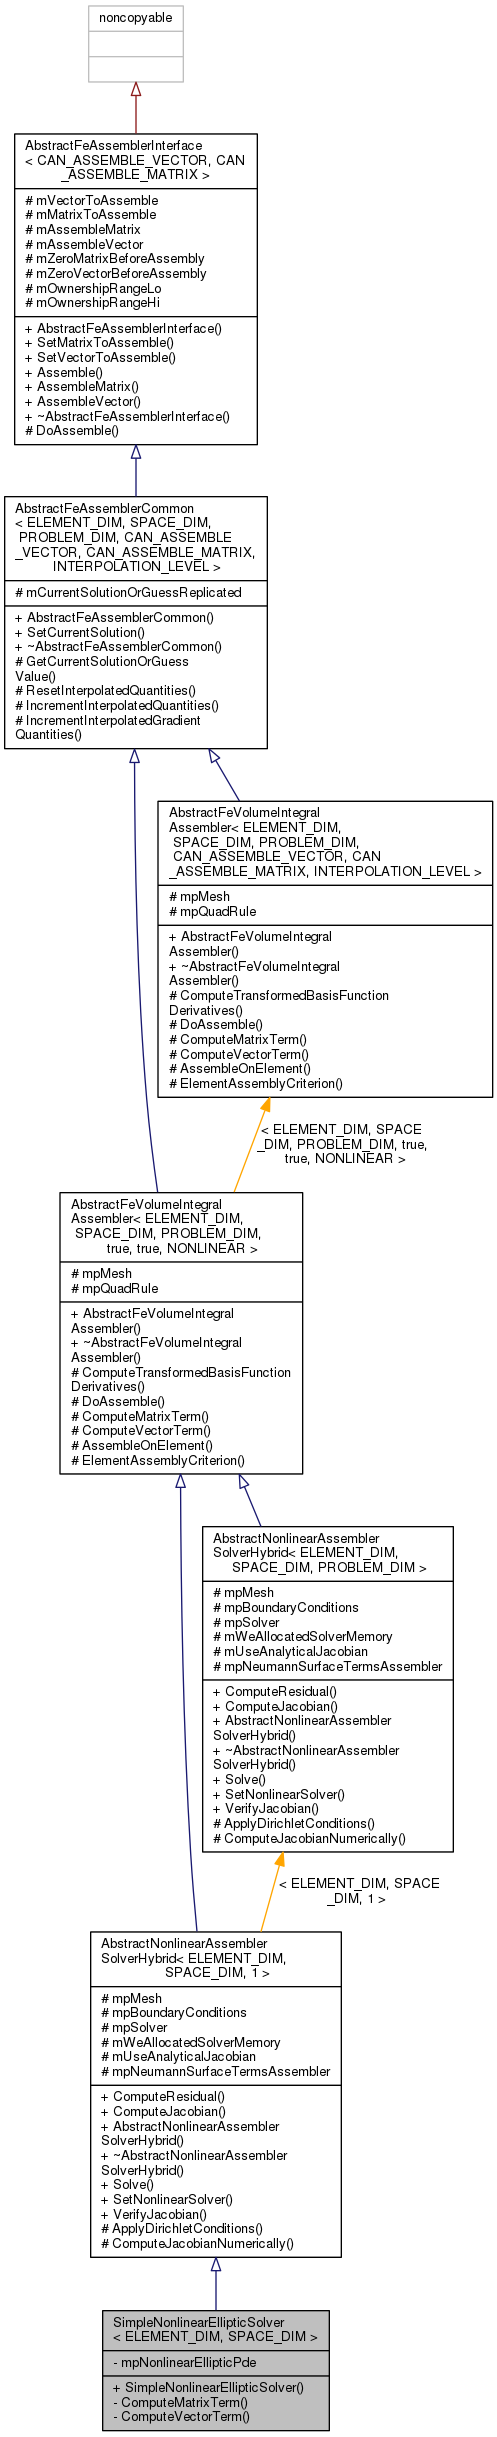 noncopyable
AbstractFeAssemblerInterface
< CAN_ASSEMBLE_VECTOR, CAN
_ASSEMBLE_MATRIX >
# mVectorToAssemble
# mMatrixToAssemble
# mAssembleMatrix
# mAssembleVector
# mZeroMatrixBeforeAssembly
# mZeroVectorBeforeAssembly
# mOwnershipRangeLo
# mOwnershipRangeHi
+ AbstractFeAssemblerInterface()
+ SetMatrixToAssemble()
+ SetVectorToAssemble()
+ Assemble()
+ AssembleMatrix()
+ AssembleVector()
+ ~AbstractFeAssemblerInterface()
# DoAssemble()
AbstractFeAssemblerCommon
< ELEMENT_DIM, SPACE_DIM,
PROBLEM_DIM, CAN_ASSEMBLE
_VECTOR, CAN_ASSEMBLE_MATRIX,
INTERPOLATION_LEVEL >
# mCurrentSolutionOrGuessReplicated
+ AbstractFeAssemblerCommon()
+ SetCurrentSolution()
+ ~AbstractFeAssemblerCommon()
# GetCurrentSolutionOrGuess
Value()
# ResetInterpolatedQuantities()
# IncrementInterpolatedQuantities()
# IncrementInterpolatedGradient
Quantities()
AbstractFeVolumeIntegral
Assembler< ELEMENT_DIM,
SPACE_DIM, PROBLEM_DIM,
CAN_ASSEMBLE_VECTOR, CAN
_ASSEMBLE_MATRIX, INTERPOLATION_LEVEL >
# mpMesh
# mpQuadRule
+ AbstractFeVolumeIntegral
Assembler()
+ ~AbstractFeVolumeIntegral
Assembler()
# ComputeTransformedBasisFunction
Derivatives()
# DoAssemble()
# ComputeMatrixTerm()
# ComputeVectorTerm()
# AssembleOnElement()
# ElementAssemblyCriterion()
< ELEMENT_DIM, SPACE
_DIM, PROBLEM_DIM, true,
true, NONLINEAR >
AbstractFeVolumeIntegral
Assembler< ELEMENT_DIM,
SPACE_DIM, PROBLEM_DIM,
true, true, NONLINEAR >
# mpMesh
# mpQuadRule
+ AbstractFeVolumeIntegral
Assembler()
+ ~AbstractFeVolumeIntegral
Assembler()
# ComputeTransformedBasisFunction
Derivatives()
# DoAssemble()
# ComputeMatrixTerm()
# ComputeVectorTerm()
# AssembleOnElement()
# ElementAssemblyCriterion()
AbstractNonlinearAssembler
SolverHybrid< ELEMENT_DIM,
SPACE_DIM, PROBLEM_DIM >
# mpMesh
# mpBoundaryConditions
# mpSolver
# mWeAllocatedSolverMemory
# mUseAnalyticalJacobian
# mpNeumannSurfaceTermsAssembler
+ ComputeResidual()
+ ComputeJacobian()
+ AbstractNonlinearAssembler
SolverHybrid()
+ ~AbstractNonlinearAssembler
SolverHybrid()
+ Solve()
+ SetNonlinearSolver()
+ VerifyJacobian()
# ApplyDirichletConditions()
# ComputeJacobianNumerically()
< ELEMENT_DIM, SPACE
_DIM, 1 >
AbstractNonlinearAssembler
SolverHybrid< ELEMENT_DIM,
SPACE_DIM, 1 >
# mpMesh
# mpBoundaryConditions
# mpSolver
# mWeAllocatedSolverMemory
# mUseAnalyticalJacobian
# mpNeumannSurfaceTermsAssembler
+ ComputeResidual()
+ ComputeJacobian()
+ AbstractNonlinearAssembler
SolverHybrid()
+ ~AbstractNonlinearAssembler
SolverHybrid()
+ Solve()
+ SetNonlinearSolver()
+ VerifyJacobian()
# ApplyDirichletConditions()
# ComputeJacobianNumerically()
SimpleNonlinearEllipticSolver
< ELEMENT_DIM, SPACE_DIM >
- mpNonlinearEllipticPde
+ SimpleNonlinearEllipticSolver()
- ComputeMatrixTerm()
- ComputeVectorTerm()